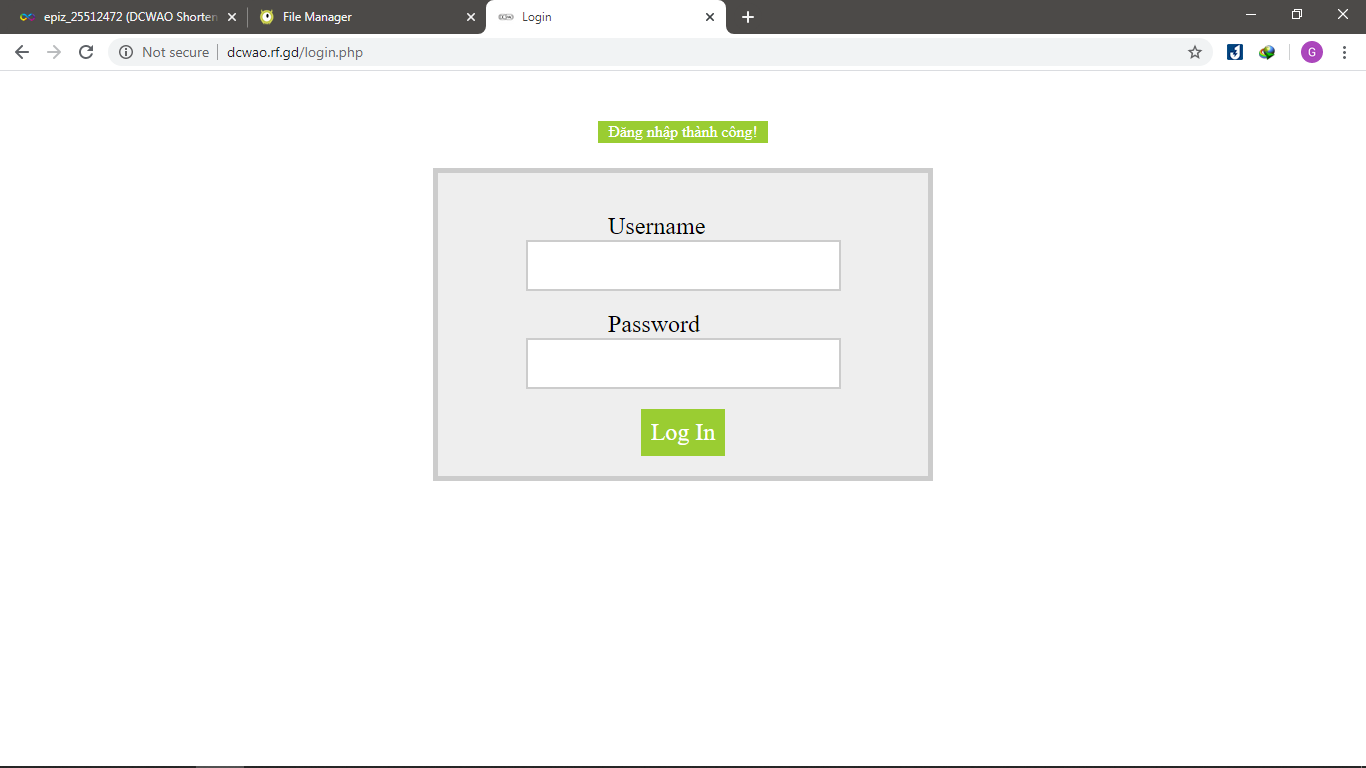 epiz_25512472 (DCWAO Shorten
File Manager
Login
Not secure
dcwao.rf.gd/login.php
G
Đăng nhập thành công!
Username
Password
Log In